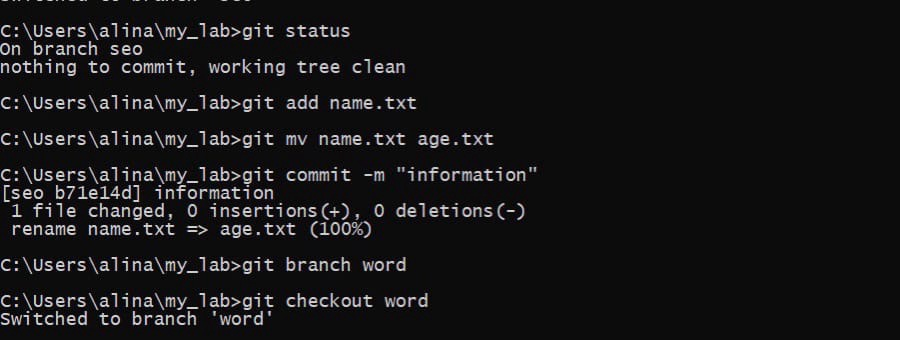 C:\Users\alina\my_lab>git status
On branch seo
nothing to commit, working tree clean
C:\Users\alina\my_lab>git add name.txt
C:\Users\alina\my_lab>git mv name.txt age.txt
C:\Users\alina\my_lab>git commit -m "information"
[seo b71e14d] information
 1 file changed, 0 insertions(+), 0 deletions(-)
 rename name.txt => age.txt (100%)
C:\Users\alina\my_lab>git branch word
C:\Users\alina\my_lab>git checkout word
Switched to branch 'word'